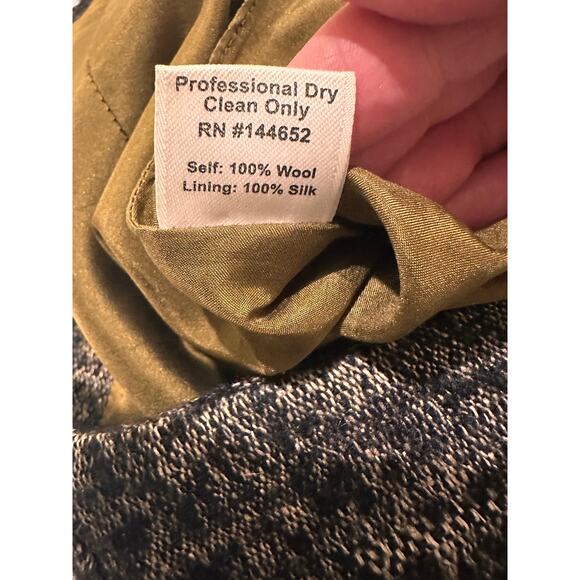 Professional Dry
Clean Only
RN #144652
Self: 100% Wool
Lining: 100% Silk